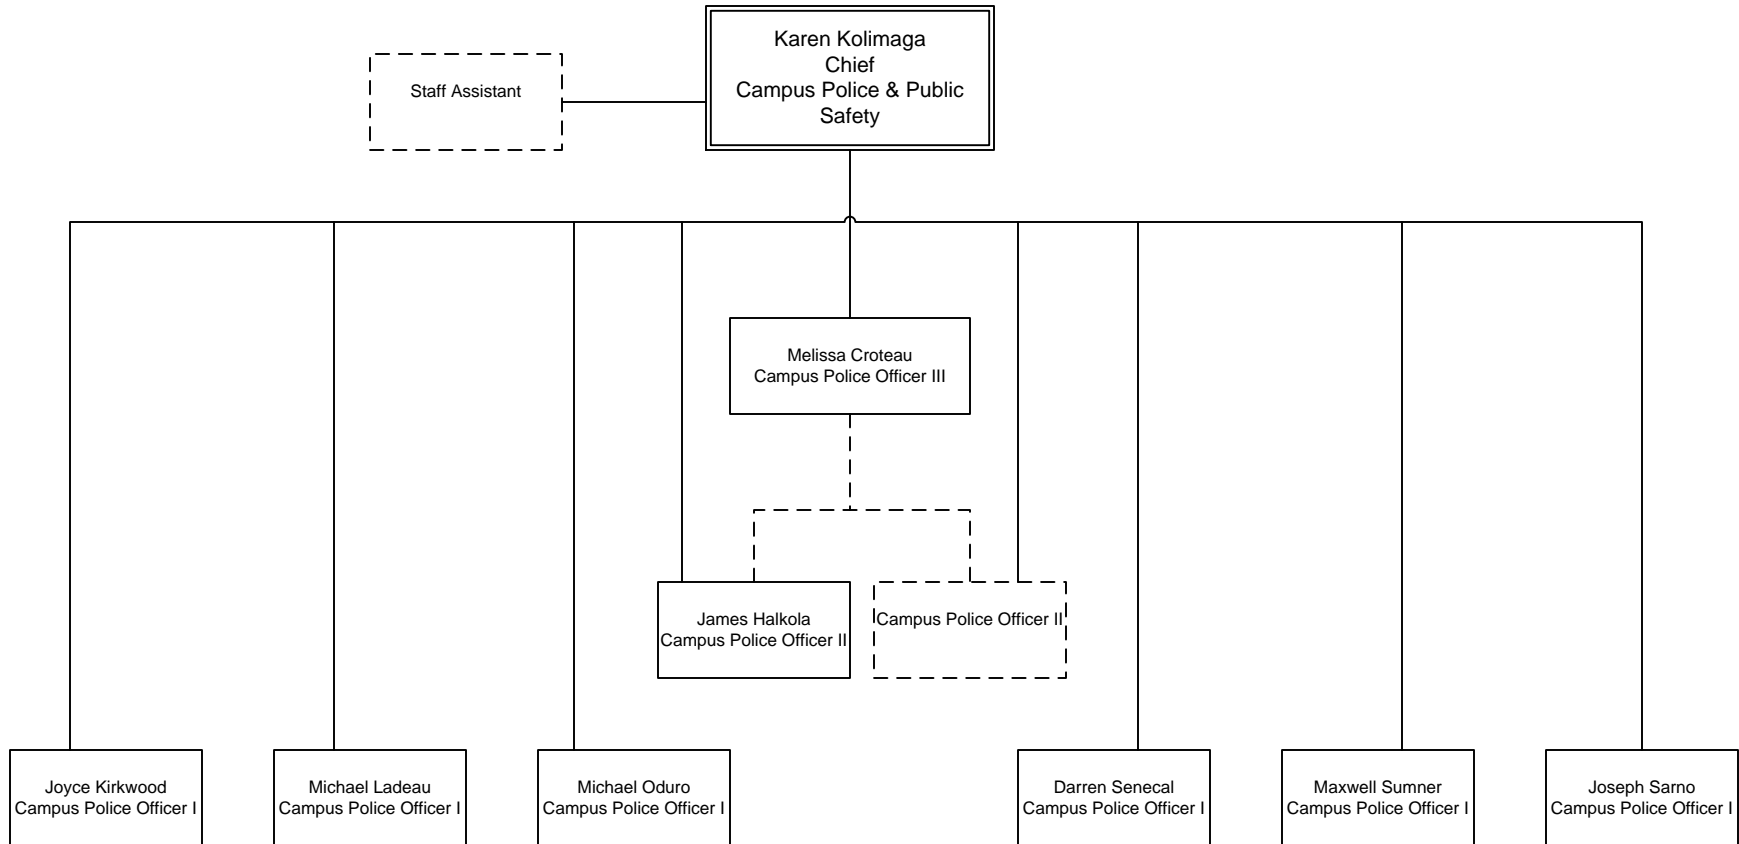 Karen Kolimaga
Chief
Campus Police & Public
Safety
Staff Assistant
Melissa Croteau
Campus Police Officer III
James Halkola
Campus Police Officer II
Campus Police Officer II
Joyce Kirkwood
Campus Police Officer I
Michael Ladeau
Campus Police Officer I
Michael Oduro
Campus Police Officer I
Darren Senecal
Campus Police Officer I
Maxwell Sumner
Campus Police Officer I
Joseph Sarno
Campus Police Officer I